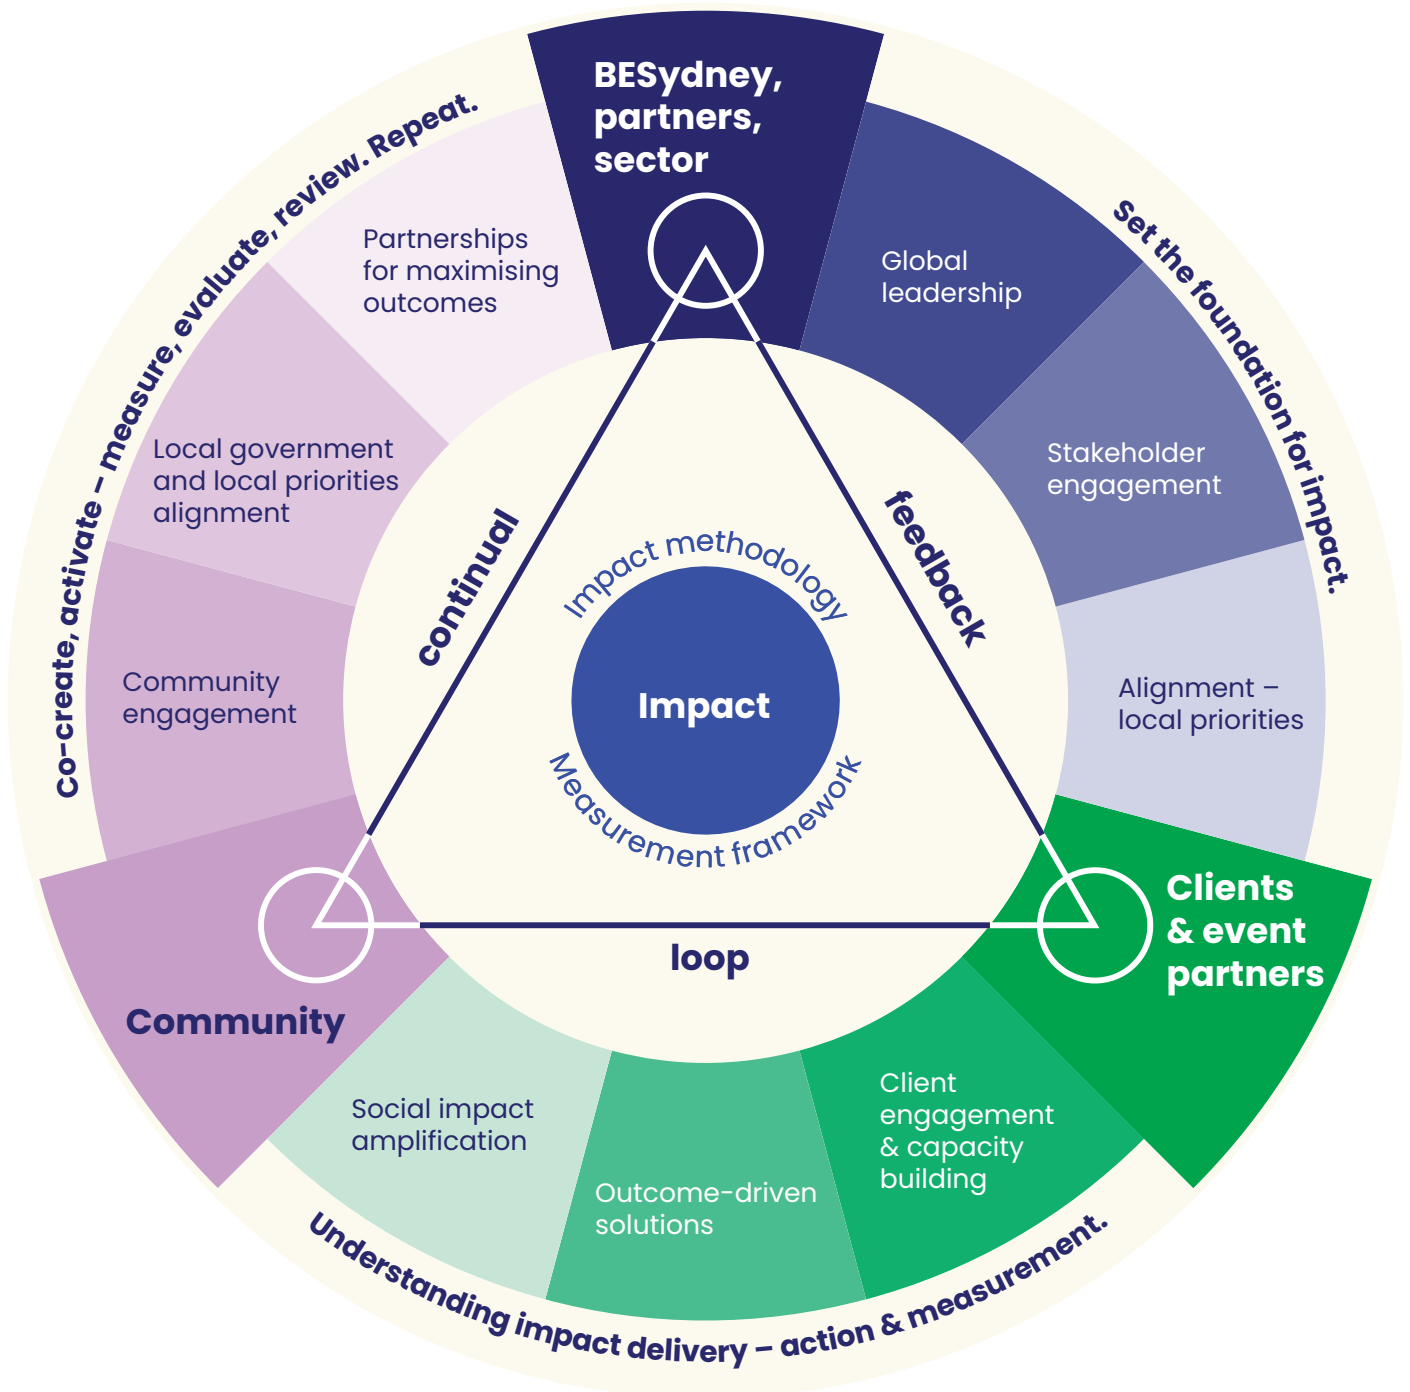 BESydney,
partners,
sector
Global
leadership
Stakeholder
engagement
Alignment –
local priorities
Set the foundation for impact.
Clients
& event
partners
Client
engagement
& capacity
building
Outcome-driven
solutions
Social impact
amplification
Understanding impact delivery – action & measurement.
Community
Community
engagement
Local government
and local priorities
alignment
Partnerships
for maximising
outcomes
Co-create, activate – measure, evaluate, review. Repeat.
continual
feedback
loop
Impact methodology
Impact
Measurement framework